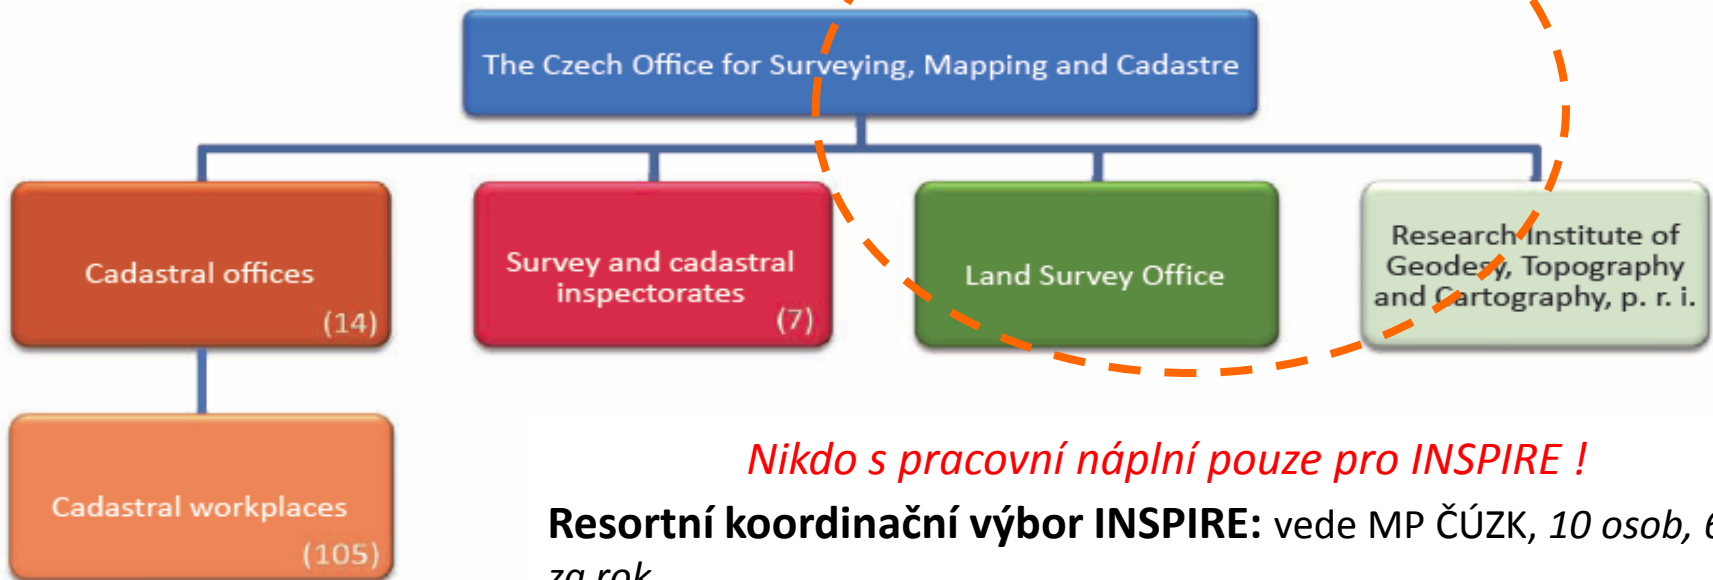 The Czech Office for Surveying, Mapping and Cadastre
Cadastral offices
(14)
Survey and cadastral
inspectorates
(7)
Land Survey Office
Research Institute of
Geodesy, Topography
and Cartography, p. r. i.
Cadastral workplaces
(105)
Nikdo s pracovní náplní pouze pro INSPIRE !
Resortní koordinační výbor INSPIRE: vede MP ČÚZK, 10 osob,
za rok